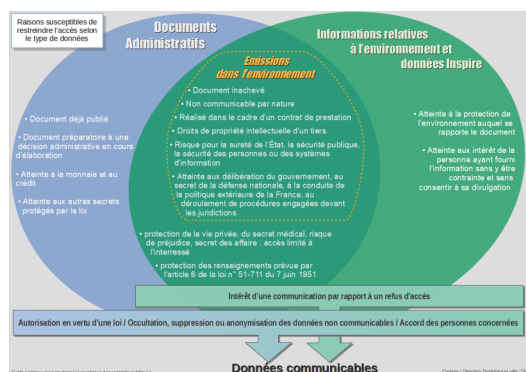 Raisons susceptibles de
restreindre l'accès selon
le type de données
Documents
Administratifs
Informations relatives
à l'environnement et
données Inspire
Emissions
dans l'environnement
• Document inachevé
• Non communicable par nature
• Réalisé dans le cadre d'un contrat de prestation
• Droits de propriété intellectuelle d'un tiers
• Risque pour la sureté de l'État, la sécurité publique,
la sécurité des personnes ou des systèmes
d'information
• Atteinte aux délibération du gouvernement, au
secret de la défense nationale, à la conduite de
la politique extérieure de la France, au
déroulement de procédures engagées devant
les juridictions
• Document déjà publié
• Document préparatoire à une
décision administrative en cours
d'élaboration
• Atteinte à la monnaie et au
crédit
• Atteinte aux autres secrets
protégés par la loi
• Atteinte à la protection de
l'environnement auquel se
rapporte le document
• Atteinte aux intérêt de la
personne ayant fourni
l'information sans y être
contrainte et sans
consentir à sa divulgation
• protection de la vie privée, du secret médical, risque
de préjudice, secret des affaire : accès limité à
l'interressé
• protection des renseignements prévue par
l'article 6 de la loi n° 51-711 du 7 juin 1951
Intérêt d'une communication par rapport à un refus d'accès
Autorisation en vertu d'une loi / Occultation, suppression ou anonymisation des données non communicables / Accord des personnes concernées
Données communicables